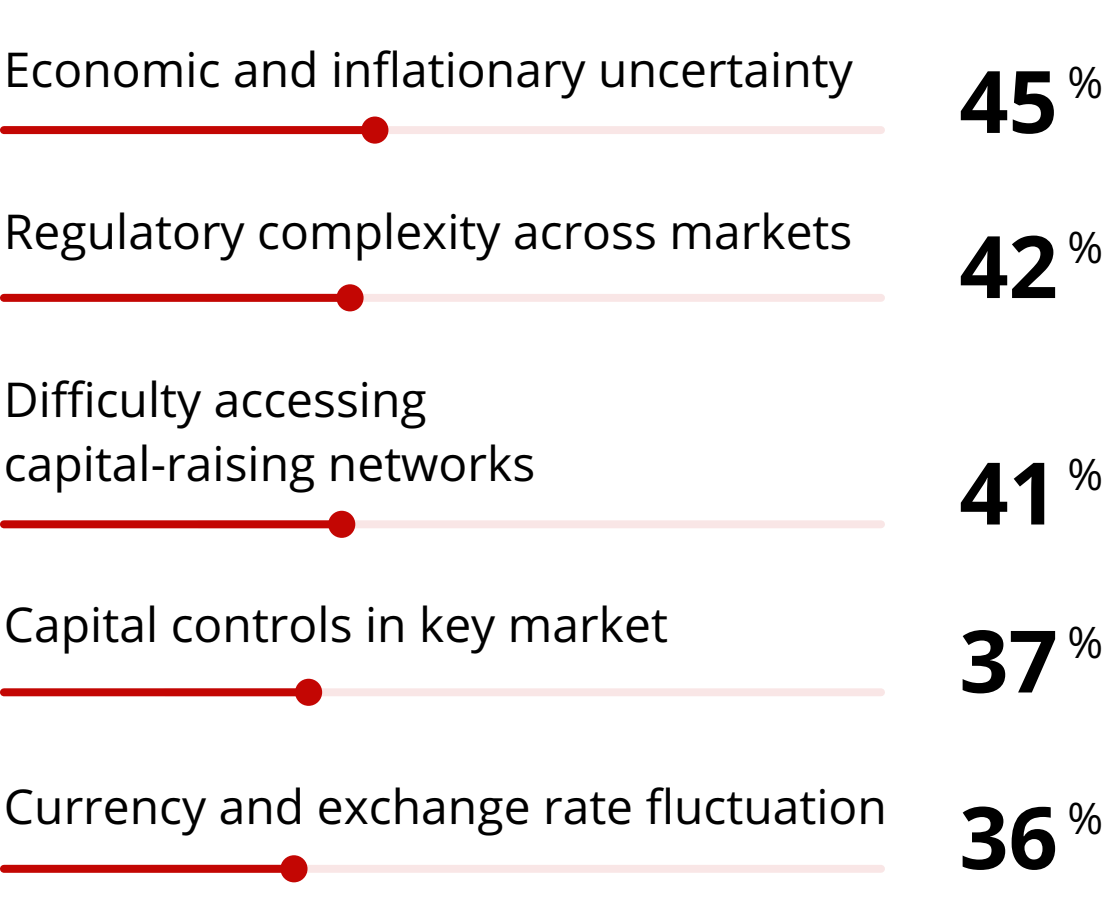 Economic and inflationary uncertainty
45%
Regulatory complexity across markets
42%
Difficulty accessing
capital-raising networks
41%
Capital controls in key market
37%
Currency and exchange rate fluctuation
36%